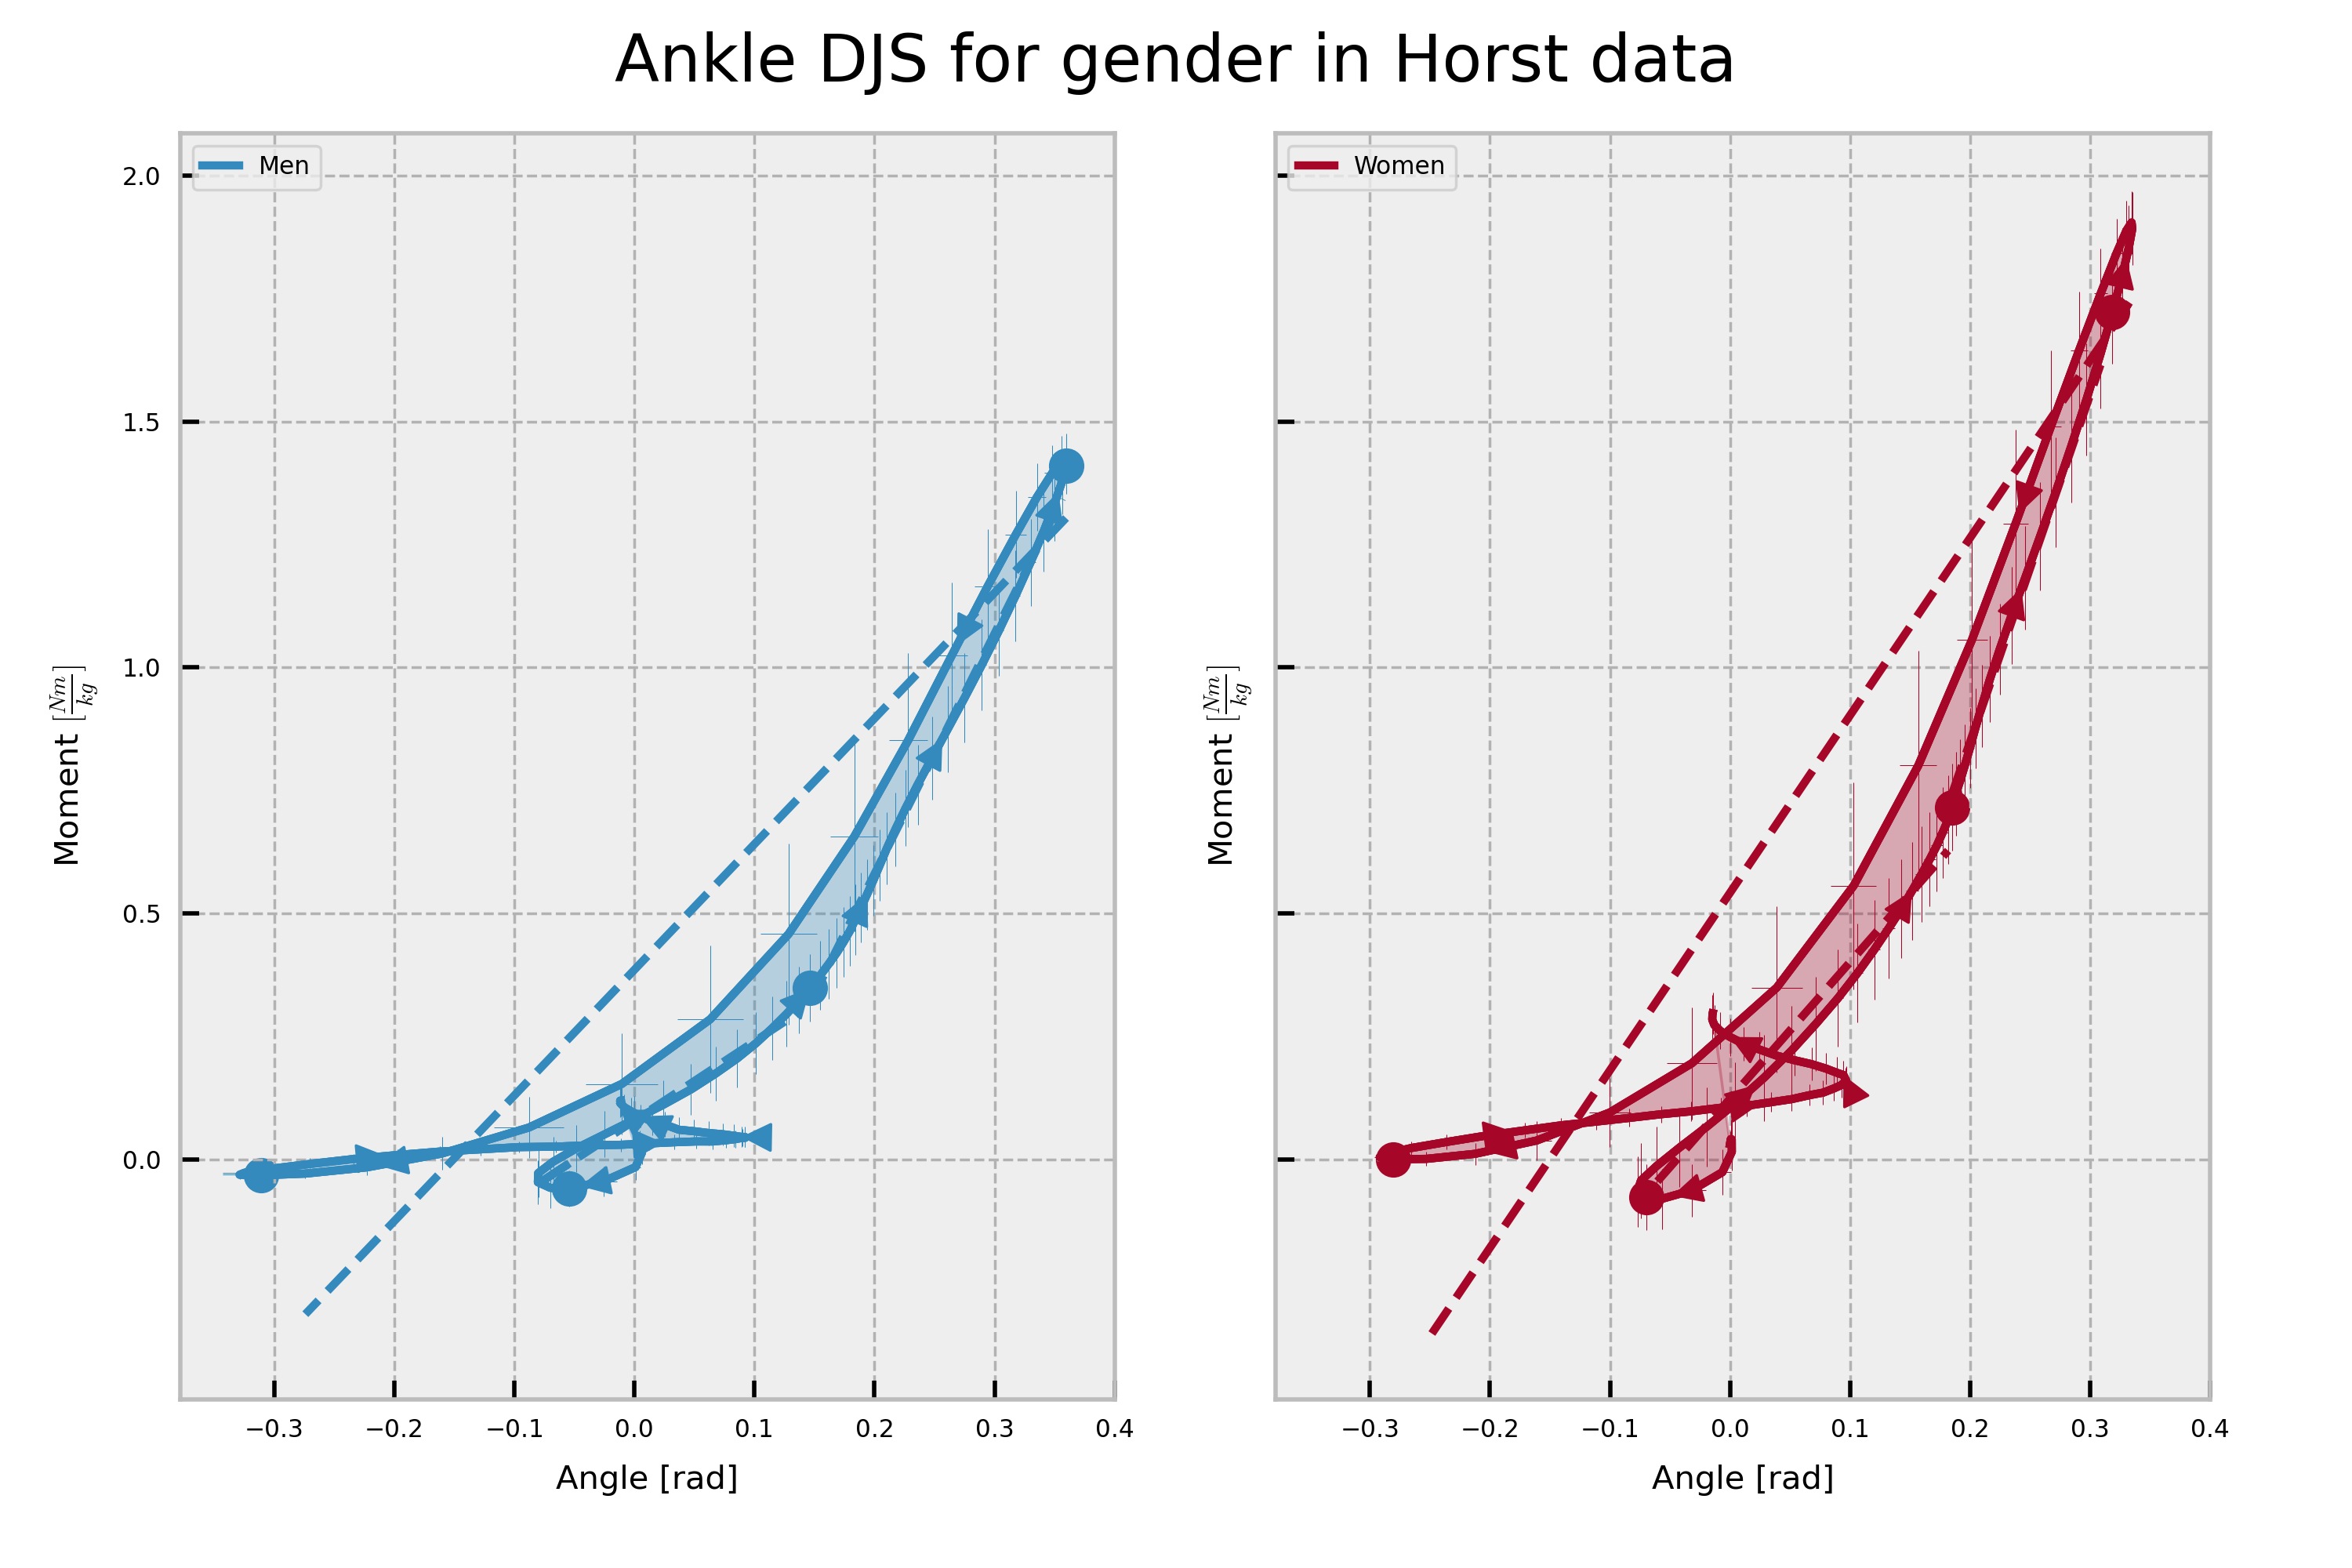 Ankle DJS for gender in Horst data
Men
Women
2.0
1.5
1.0
0.5
0.0
Moment [Nm/kg]
Moment [Nm/kg]
−0.3 −0.2 −0.1 0.0 0.1 0.2 0.3 0.4
−0.3 −0.2 −0.1 0.0 0.1 0.2 0.3 0.4
Angle [rad]
Angle [rad]